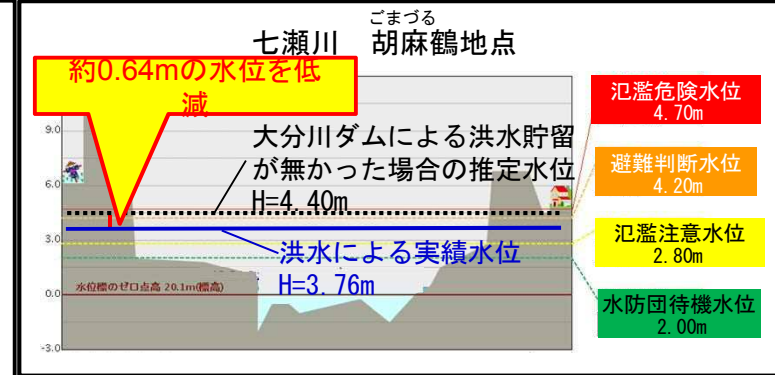 ごまづる
七瀬川　胡麻鶴地点
約0.64mの水位を低
減
9.0
6.0
3.0
0.0
-3.0
大分川ダムによる洪水貯留
が無かった場合の推定水位
H=4.40m
洪水による実績水位
H=3.76m
水位標のゼロ点高 20.1m(標高)
氾濫危険水位
4.70m
避難判断水位
4.20m
氾濫注意水位
2.80m
水防団待機水位
2.00m